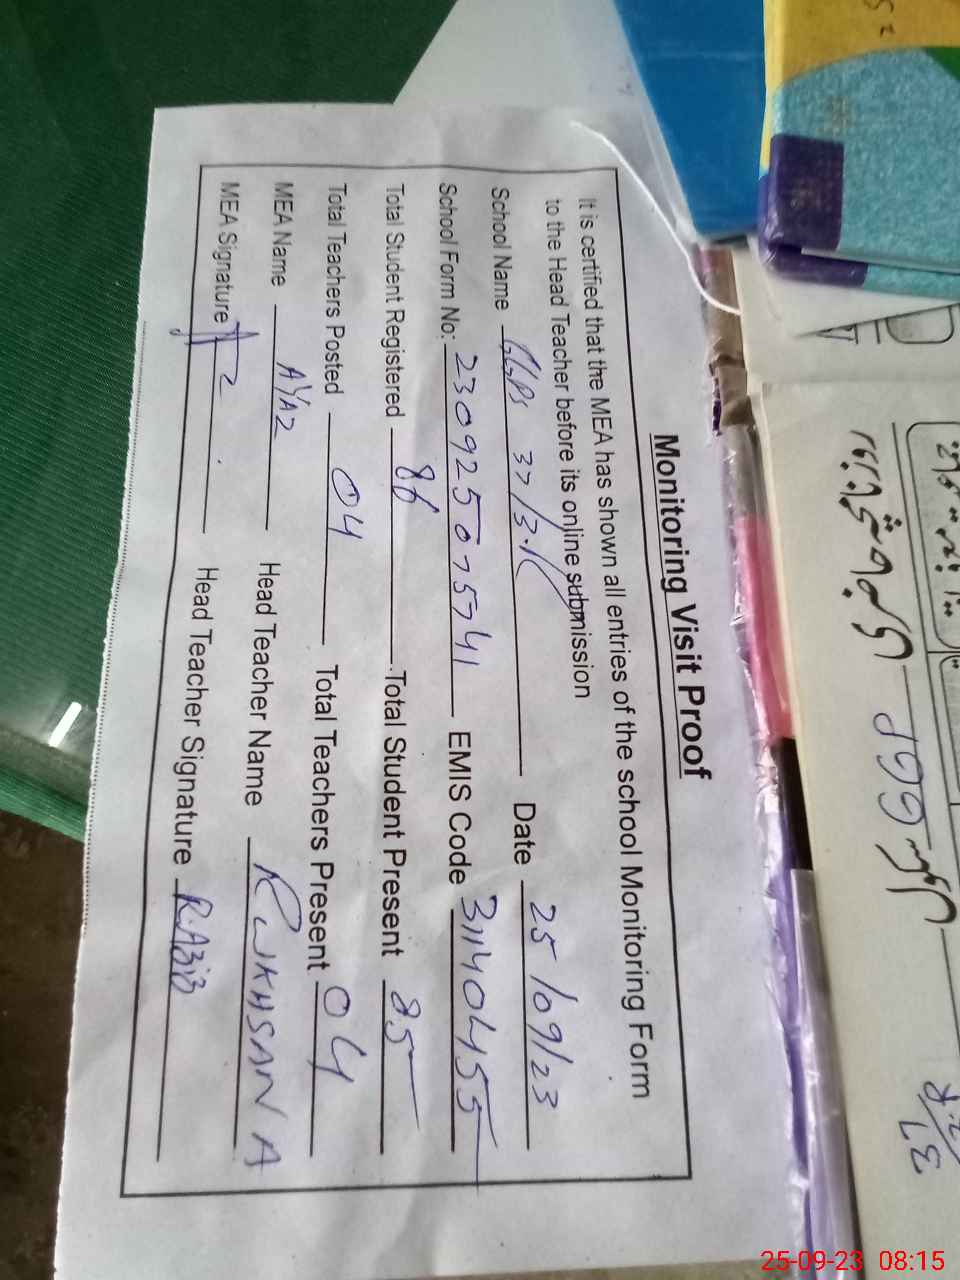 Monitoring Visit Proof
It is certified that the MEA has shown all entries of the school Monitoring Form
to the Head Teacher before its online submission
School Name GGPS 37/3.R Date 25/09/23
School Form No: 230925075741 EMIS Code 31140455
Total Student Registered 86 Total Student Present 85
Total Teachers Posted 04 Total Teachers Present 04
MEA Name AYAZ Head Teacher Name RUKHSANA
MEA Signature Head Teacher Signature R.A3i3
37
25-09-23 08:15